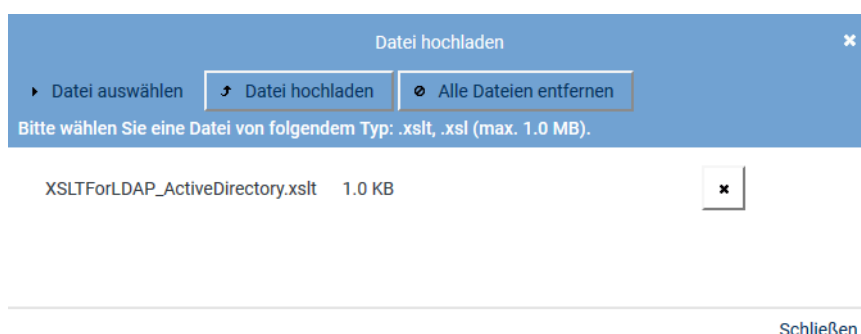 Datei hochladen
Datei auswählen Datei hochladen Alle Dateien entfernen
Bitte wählen Sie eine Datei von folgendem Typ: .xslt, .xsl (max. 1.0 MB).
XSLTForLDAP_ActiveDirectory.xslt 1.0 KB
Schließen